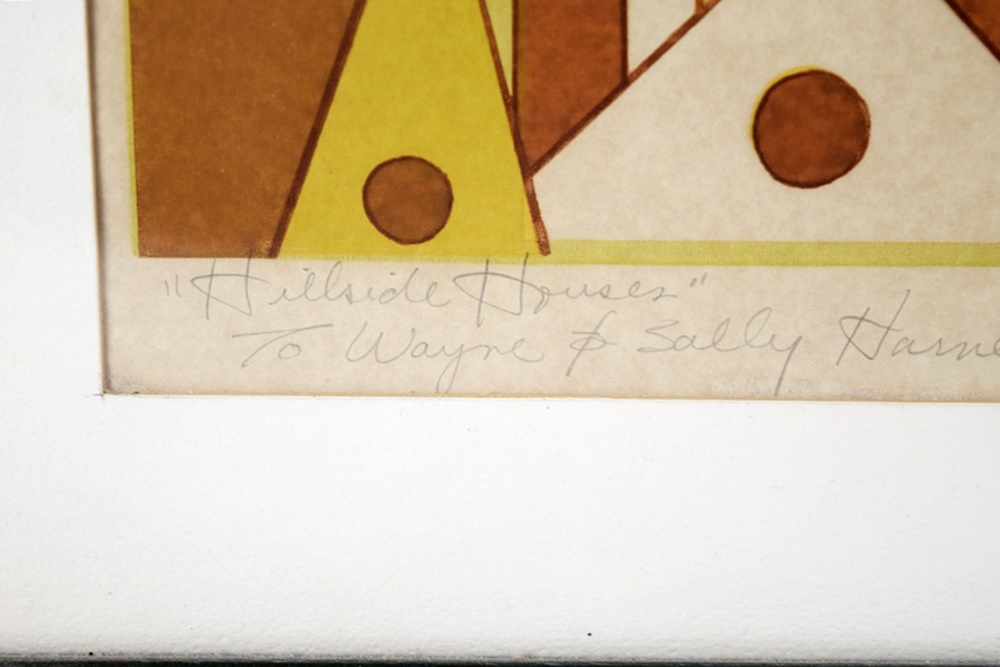 "Hillside Houses"
To Wayne & Sally